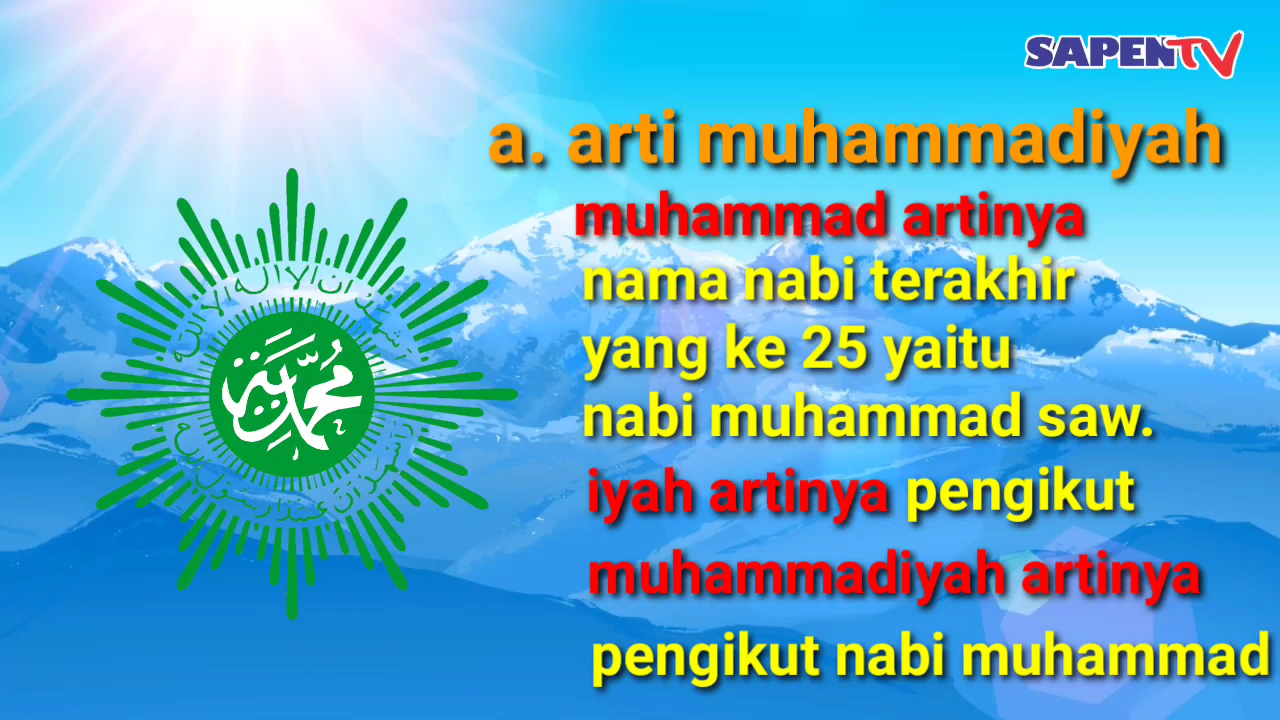 SAPENTV
a. arti muhammadiyah
muhammad artinya
nama nabi terakhir
yang ke 25 yaitu
nabi muhammad saw.
iyah artinya pengikut
muhammadiyah artinya
pengikut nabi muhammad
محمدية